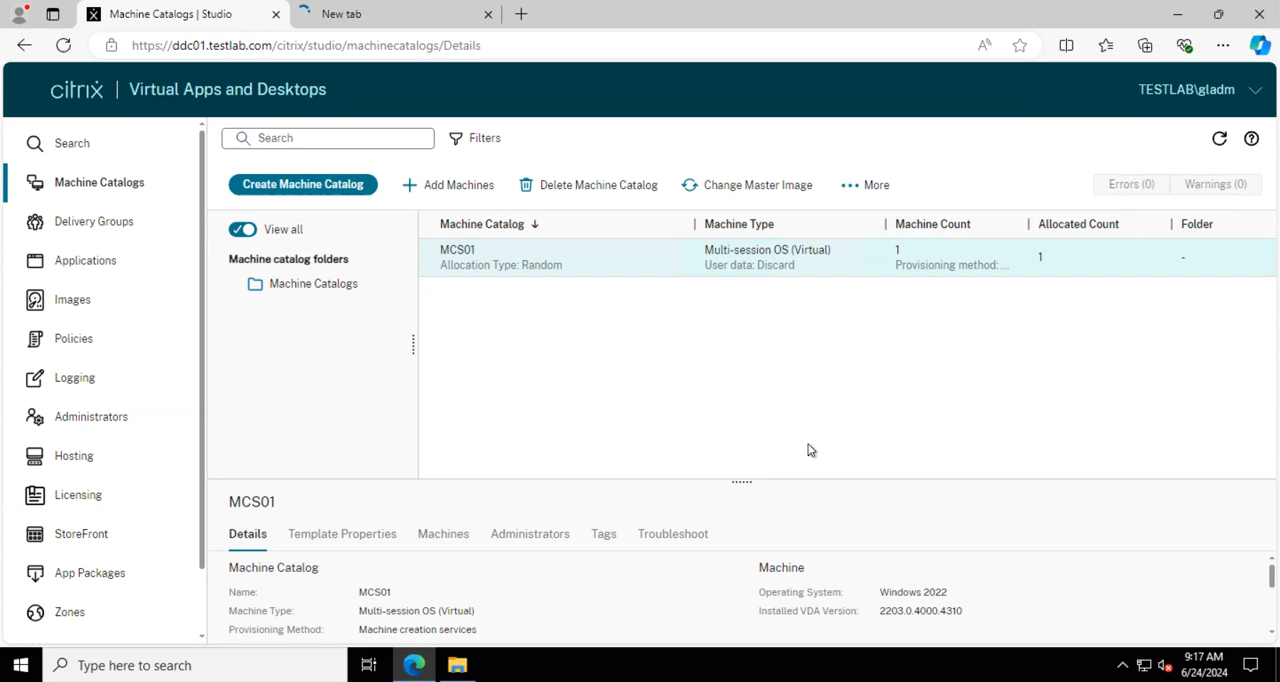 Machine Catalogs | Studio
New tab
https://ddc01.testlab.com/citrix/studio/machinecatalogs/Details
citrix | Virtual Apps and Desktops
TESTLAB\gladm
Search
Machine Catalogs
Delivery Groups
Applications
Images
Policies
Logging
Administrators
Hosting
Licensing
StoreFront
App Packages
Zones
Search
Filters
Create Machine Catalog
Add Machines
Delete Machine Catalog
Change Master Image
More
Errors (0)
Warnings (0)
View all
Machine catalog folders
Machine Catalogs
Machine Catalog ↓ | Machine Type | Machine Count | Allocated Count | Folder
MCS01 Multi-session OS (Virtual) 1 1 -
Allocation Type: Random User data: Discard Provisioning method: ...
MCS01
Details Template Properties Machines Administrators Tags Troubleshoot
Machine Catalog
Name: MCS01
Machine Type: Multi-session OS (Virtual)
Provisioning Method: Machine creation services
Machine
Operating System: Windows 2022
Installed VDA Version: 2203.0.4000.4310
Type here to search
9:17 AM
6/24/2024